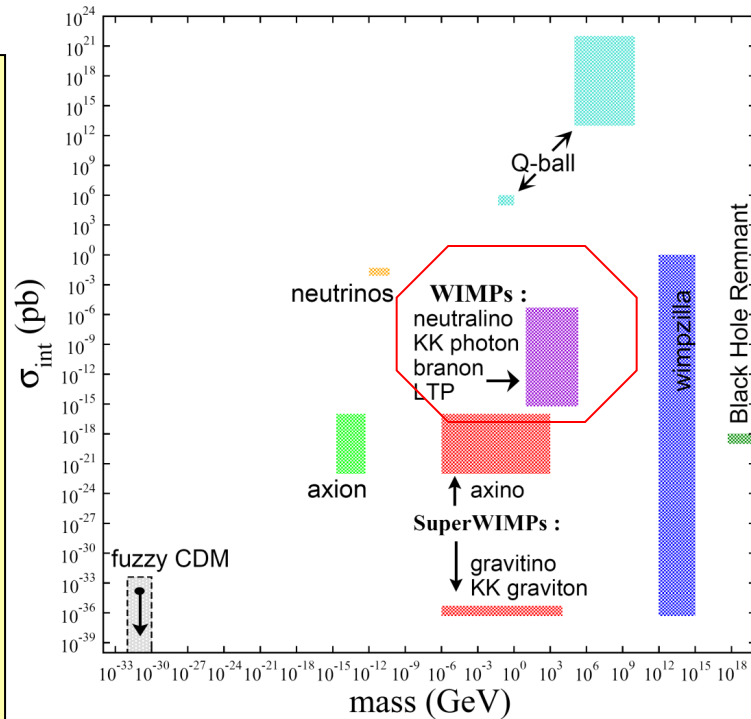 10^24
10^21
10^18
10^15
10^12
10^9
10^6
10^3
10^0
10^-3
10^-6
10^-9
10^-12
10^-15
10^-18
10^-21
10^-24
10^-27
10^-30
10^-33
10^-36
10^-39
σ_int (pb)
Q-ball
neutrinos
WIMPs :
neutralino
KK photon
branon
LTP
wimpzilla
Black Hole Remnant
axion
axino
SuperWIMPs :
gravitino
KK graviton
fuzzy CDM
10^-33 10^-30 10^-27 10^-24 10^-21 10^-18 10^-15 10^-12 10^-9 10^-6 10^-3 10^0 10^3 10^6 10^9 10^12 10^15 10^18
mass (GeV)